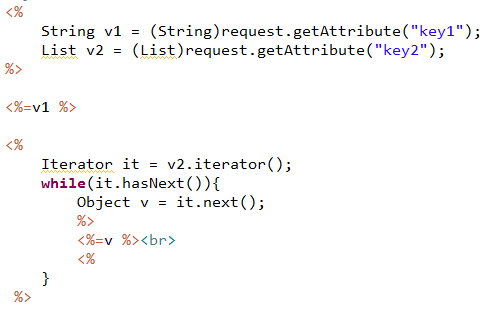 <%
    String v1 = (String)request.getAttribute("key1");
    List v2 = (List)request.getAttribute("key2");
%>

<%=v1 %>

<%
    Iterator it = v2.iterator();
    while(it.hasNext()){
        Object v = it.next();
        %>
        <%=v %><br>
        <%
    }
 %>